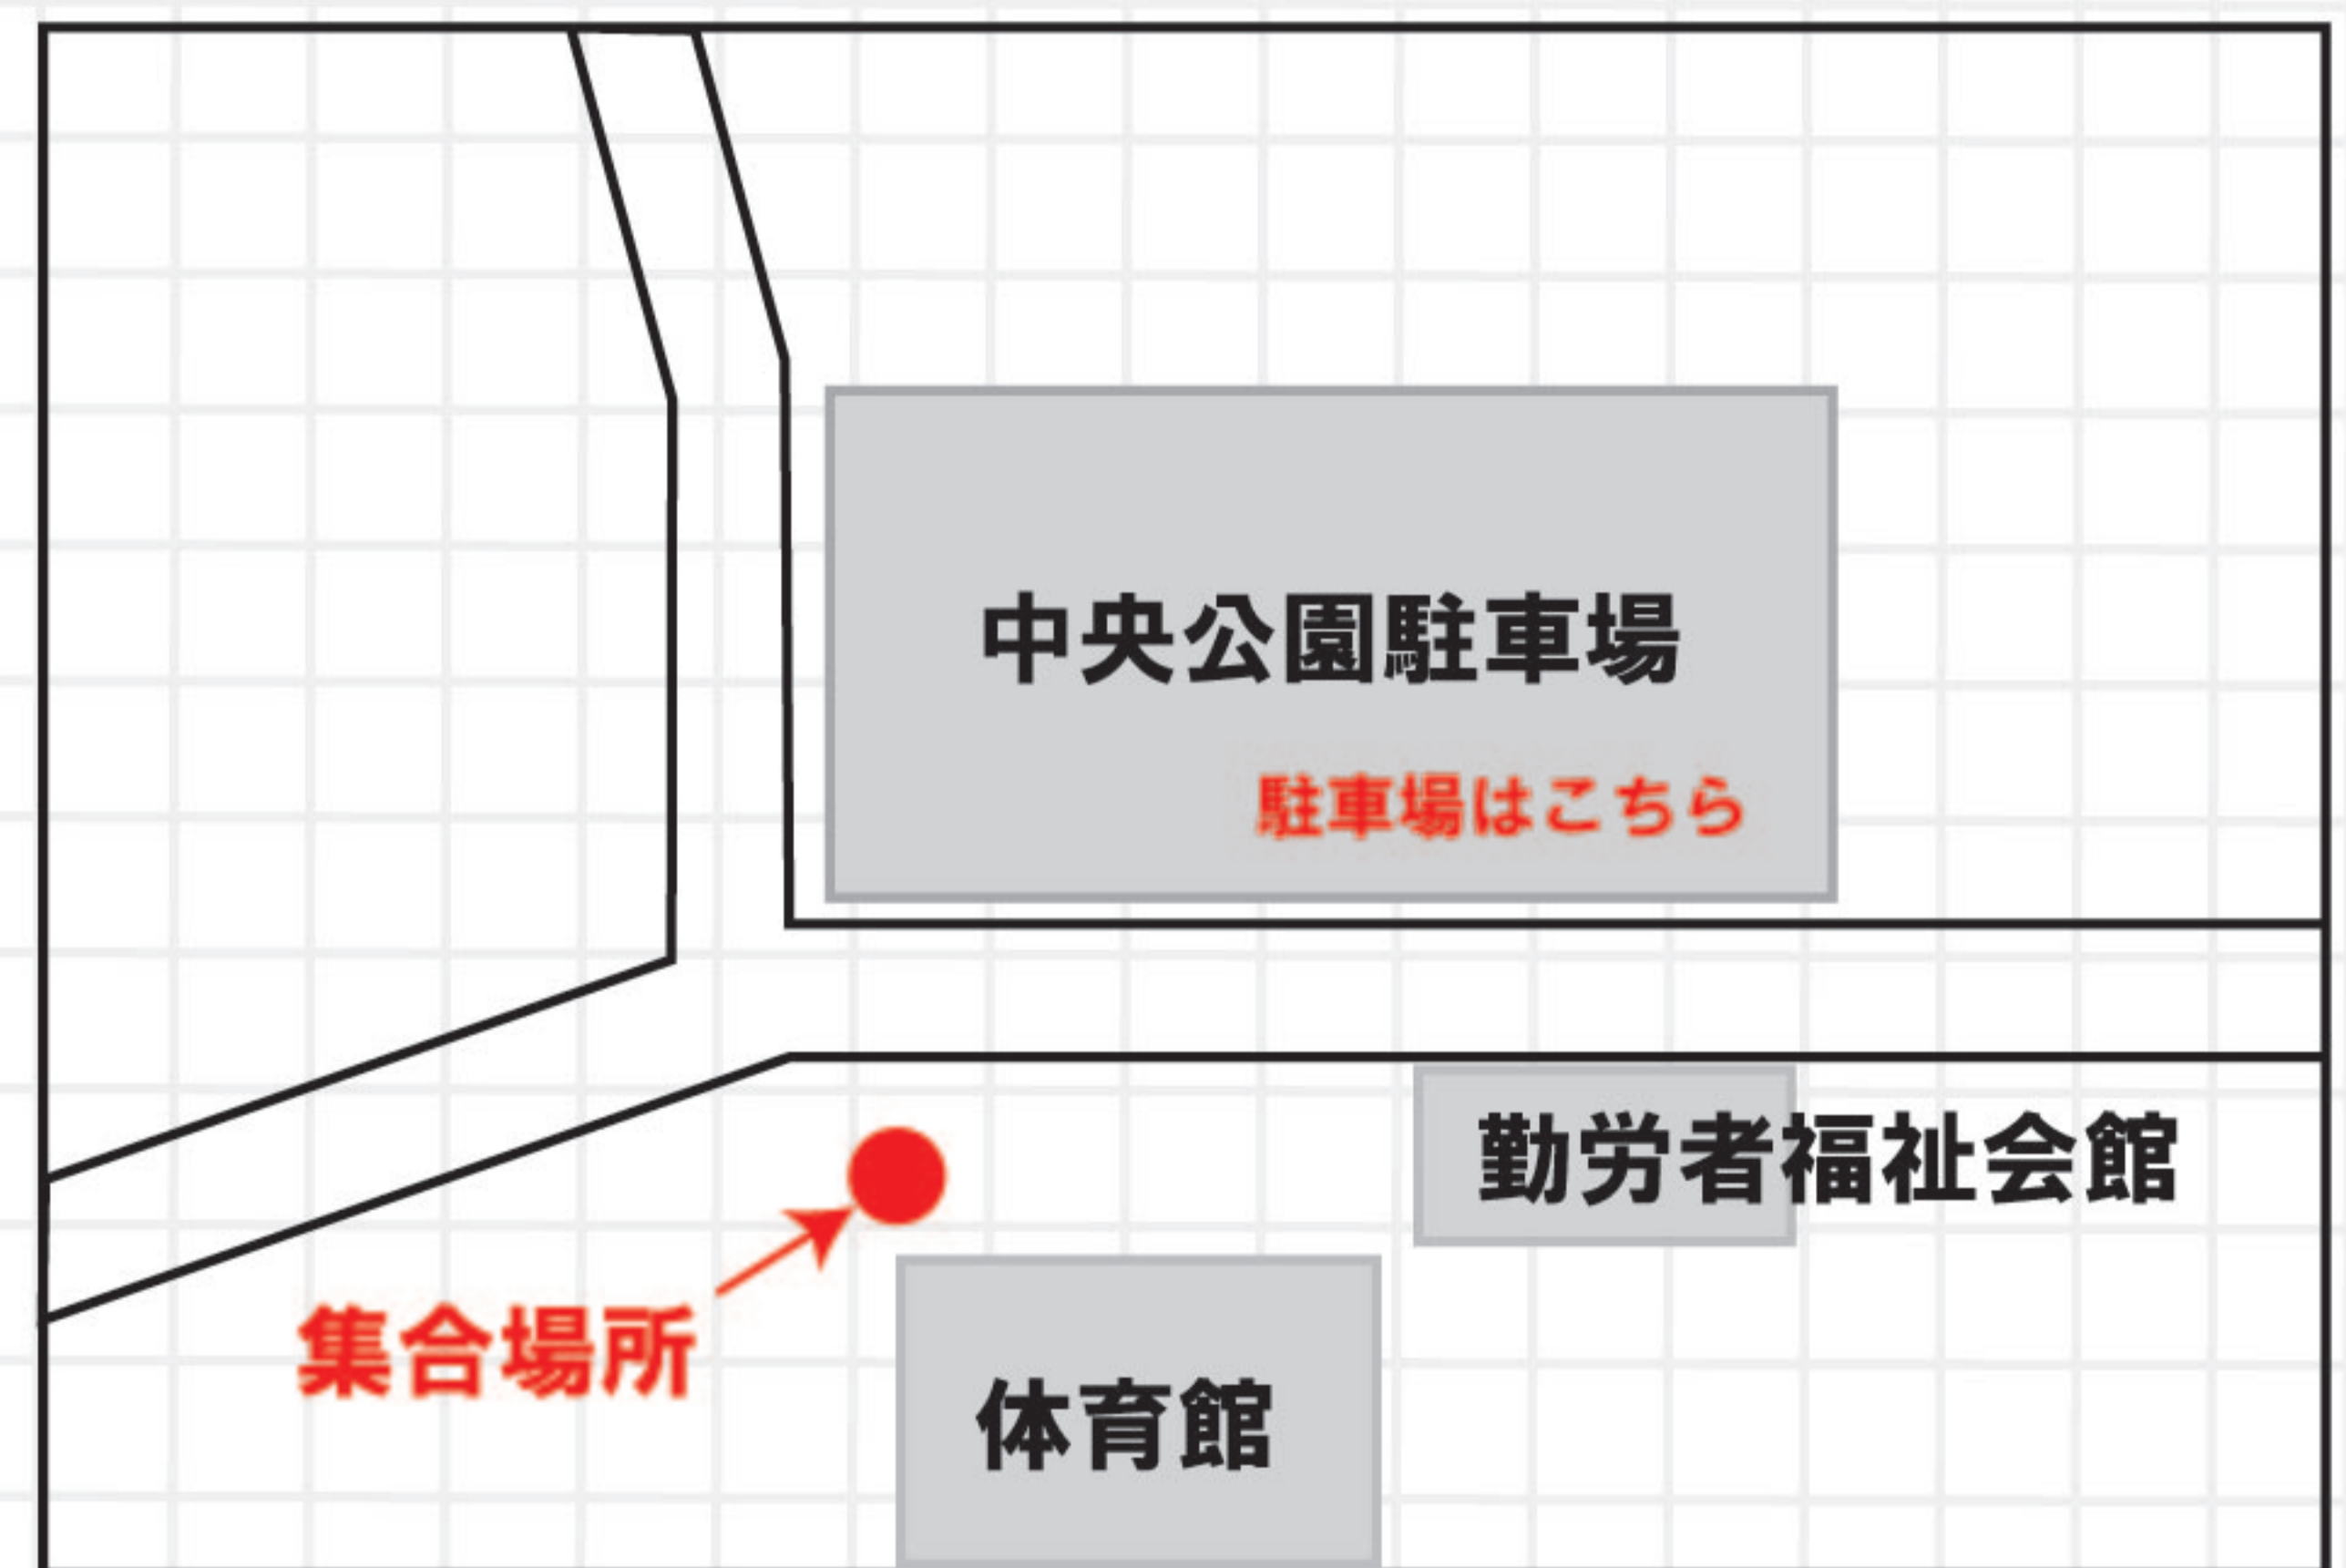 中央公園駐車場
駐車場はこちら
勤労者福祉会館
集合場所
体育館